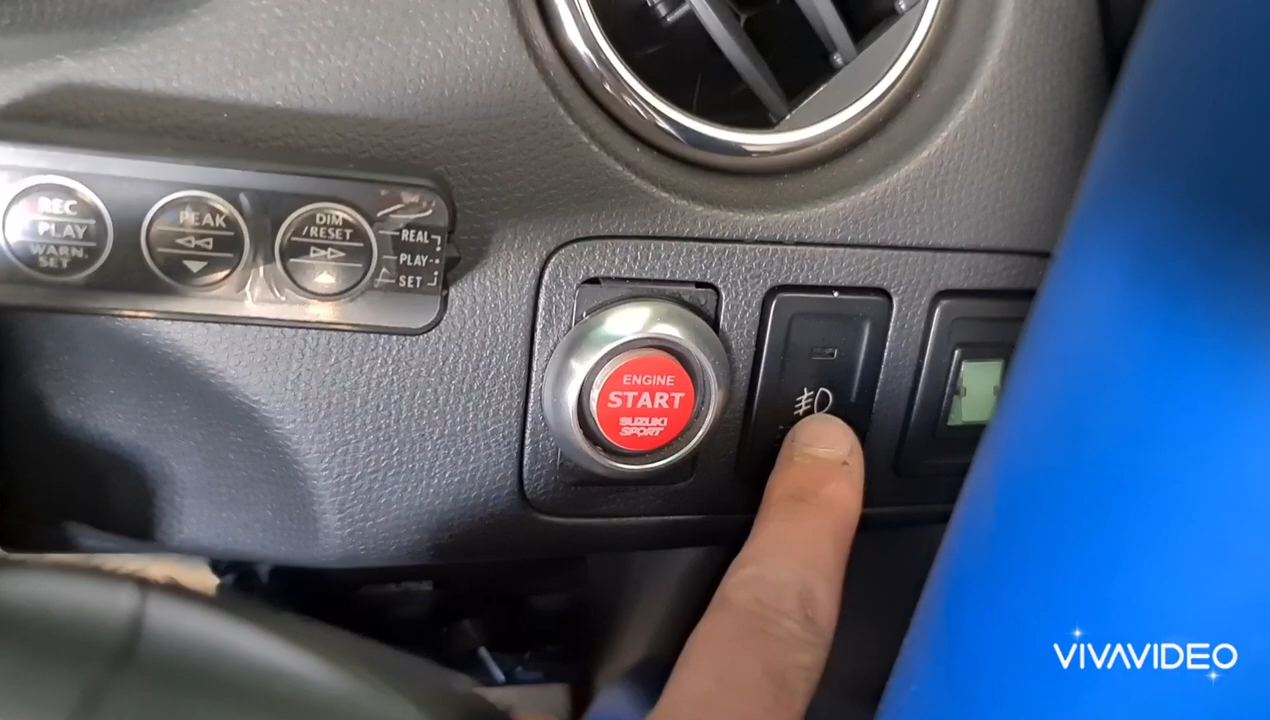 REC
PLAY
WARN.
SET
PEAK
DIM
/RESET
REAL
PLAY
SET
ENGINE
START
SUZUKI
SPORT
VIVAVIDEO